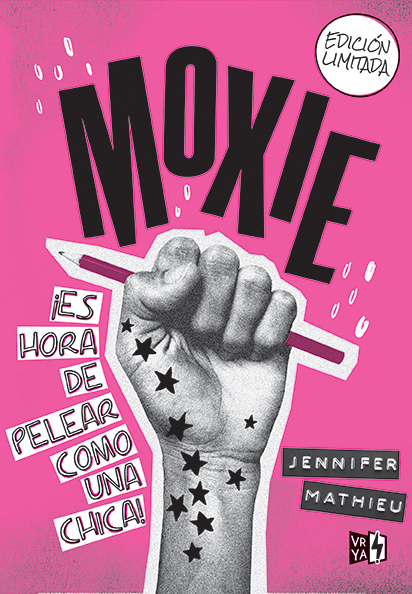 EDICIÓN
LIMITADA
MOXIE
¡ES
HORA
DE
PELEAR
COMO
UNA
CHICA!
JENNIFER
MATHIEU
VR
YA